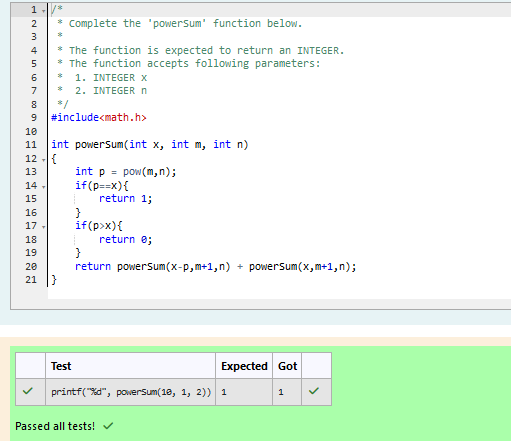 1 /*
2 * Complete the 'powerSum' function below.
3 *
4 * The function is expected to return an INTEGER.
5 * The function accepts following parameters:
6 * 1. INTEGER x
7 * 2. INTEGER n
8 */
9 #include<math.h>
10
11 int powerSum(int x, int m, int n)
12 {
13 int p = pow(m,n);
14 if(p==x){
15 return 1;
16 }
17 if(p>x){
18 return 0;
19 }
20 return powerSum(x-p,m+1,n) + powerSum(x,m+1,n);
21 }
Test Expected Got
✓ printf("%d", powerSum(10, 1, 2)) 1 1 ✓
Passed all tests! ✓